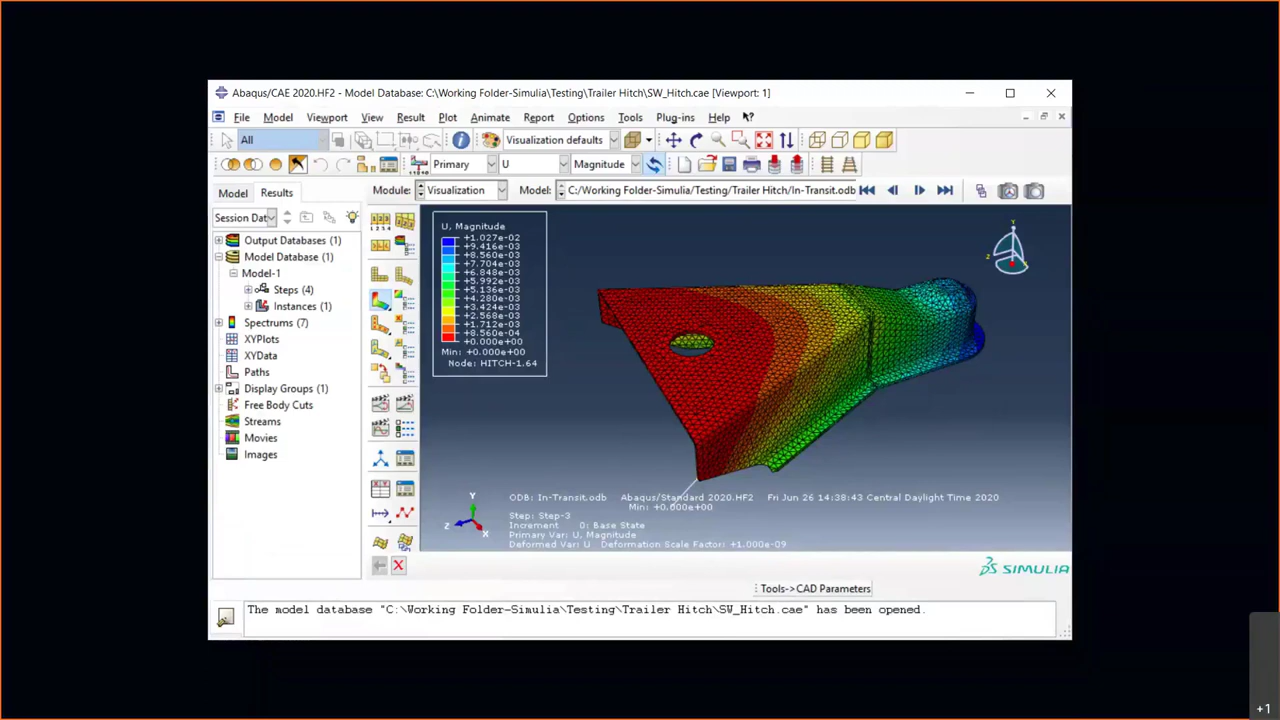 Abaqus/CAE 2020.HF2 - Model Database: C:\Working Folder-Simulia\Testing\Trailer Hitch\SW_Hitch.cae [Viewport: 1]
File Model Viewport View Result Plot Animate Report Options Tools Plug-ins Help
All Visualization defaults
Primary U Magnitude
Model Results Module: Visualization Model: C:/Working Folder-Simulia/Testing/Trailer Hitch/In-Transit.odb
Session Dat
Output Databases (1)
Model Database (1)
Model-1
Steps (4)
Instances (1)
Spectrums (7)
XYPlots
XYData
Paths
Display Groups (1)
Free Body Cuts
Streams
Movies
Images
U, Magnitude
+1.027e-02
+9.416e-03
+8.560e-03
+7.704e-03
+6.848e-03
+5.992e-03
+5.136e-03
+4.280e-03
+3.424e-03
+2.568e-03
+1.712e-03
+8.560e-04
+0.000e+00
Min: +0.000e+00
Node: HITCH-1.64
Y
Z
Y
Z
X
ODB: In-Transit.odb Abaqus/Standard 2020.HF2 Fri Jun 26 14:38:43 Central Daylight Time 2020
Min: +0.000e+00
Step: Step-3
Increment 0: Base State
Primary Var: U, Magnitude
Deformed Var: U Deformation Scale Factor: +1.000e-09
SIMULIA
Tools->CAD Parameters
The model database "C:\Working Folder-Simulia\Testing\Trailer Hitch\SW_Hitch.cae" has been opened.
+1